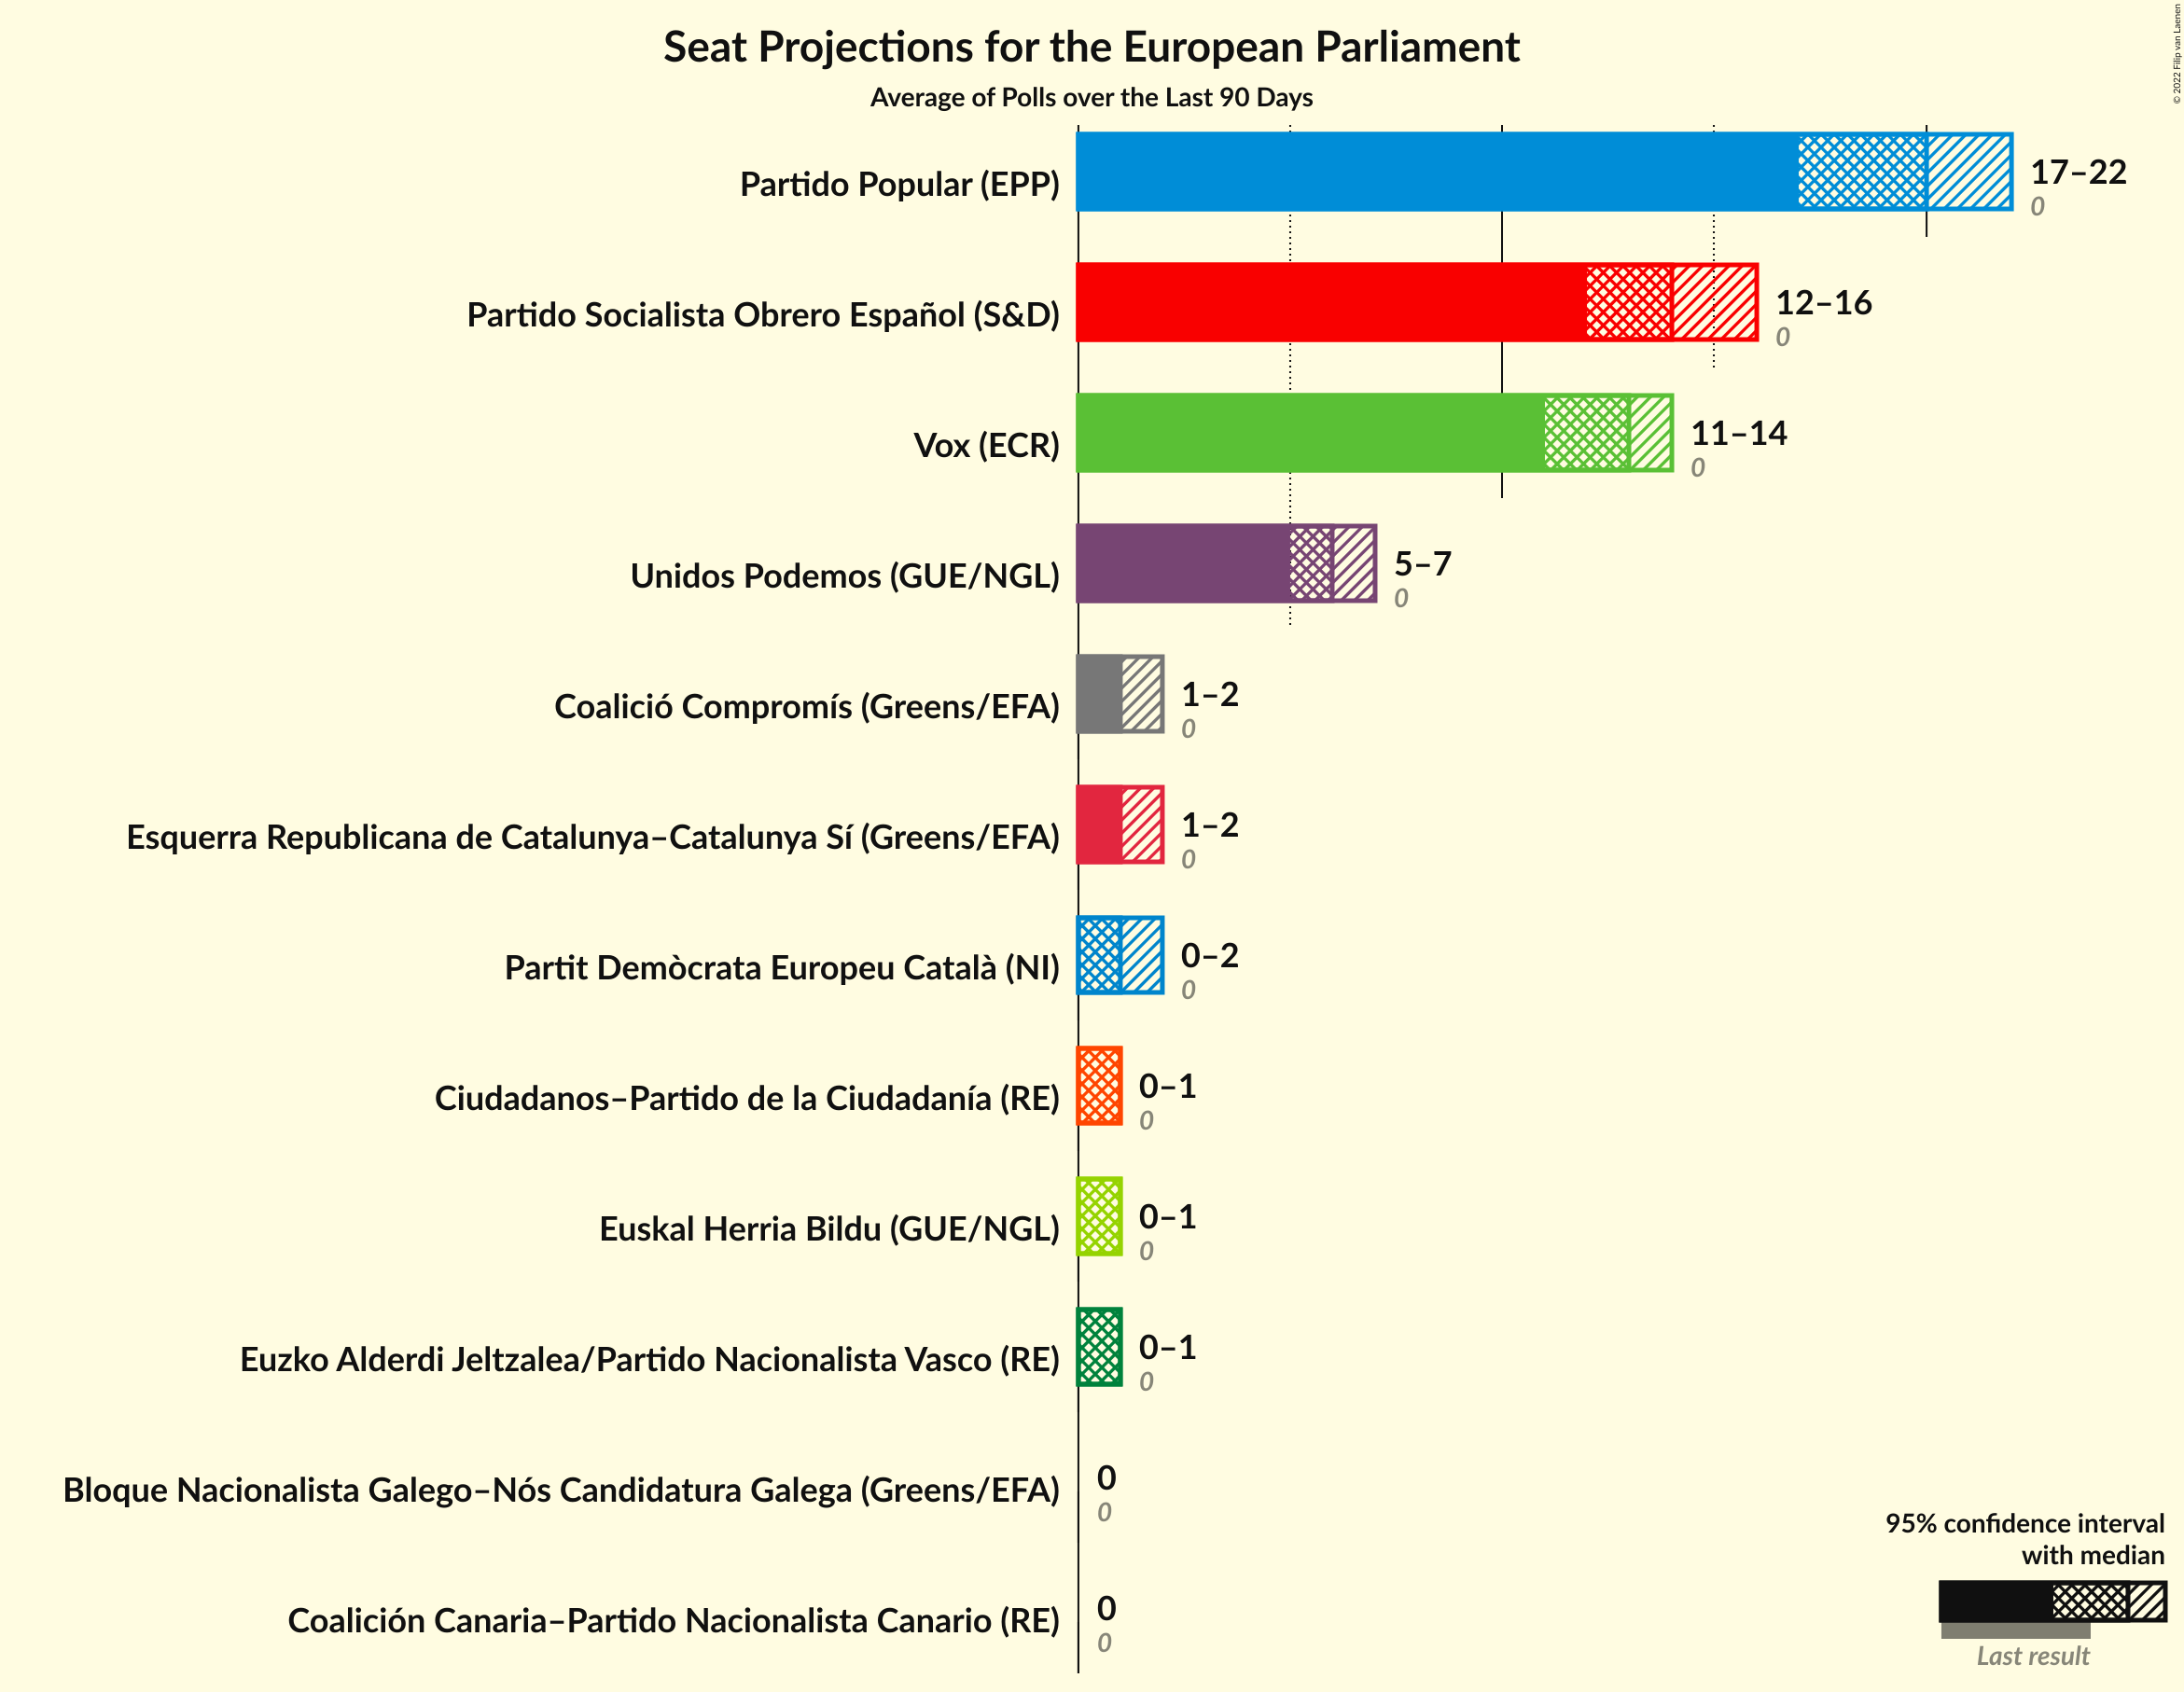 Seat Projections for the European Parliament
Average of Polls over the Last 90 Days
© 2022 Filip van Laenen
Partido Popular (EPP)
17–22
0
Partido Socialista Obrero Español (S&D)
12–16
0
Vox (ECR)
11–14
0
Unidos Podemos (GUE/NGL)
5–7
0
Coalició Compromís (Greens/EFA)
1–2
0
Esquerra Republicana de Catalunya–Catalunya Sí (Greens/EFA)
1–2
0
Partit Demòcrata Europeu Català (NI)
0–2
0
Ciudadanos–Partido de la Ciudadanía (RE)
0–1
0
Euskal Herria Bildu (GUE/NGL)
0–1
0
Euzko Alderdi Jeltzalea/Partido Nacionalista Vasco (RE)
0–1
0
Bloque Nacionalista Galego–Nós Candidatura Galega (Greens/EFA)
0
0
Coalición Canaria–Partido Nacionalista Canario (RE)
0
0
95% confidence interval
with median
Last result